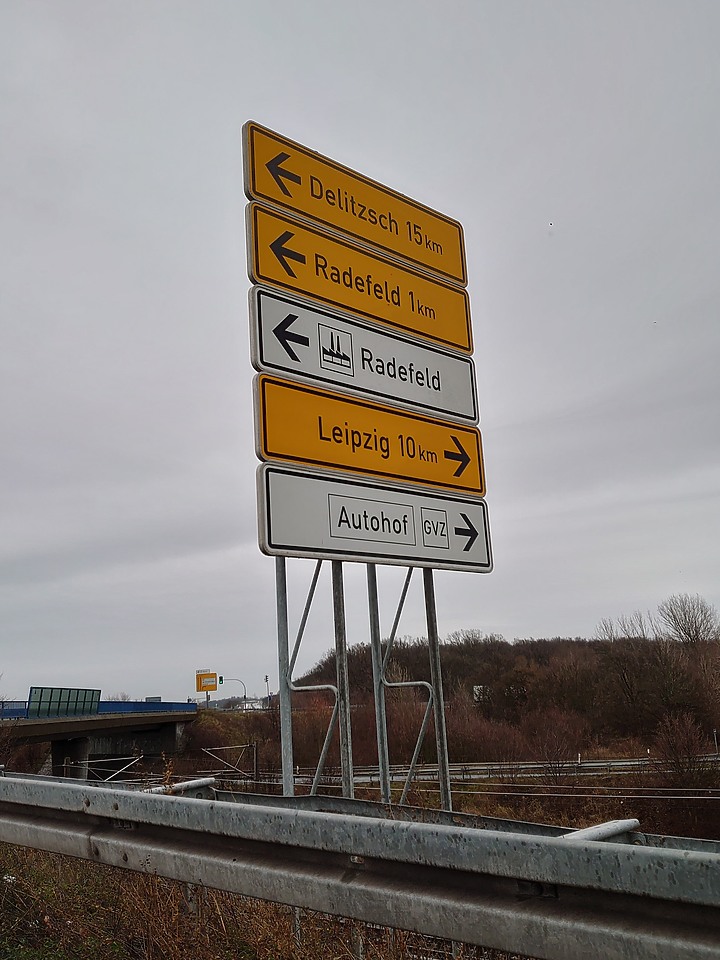 Delitzsch 15 km
Radefeld 1 km
Radefeld
Leipzig 10 km
Autohof GVZ